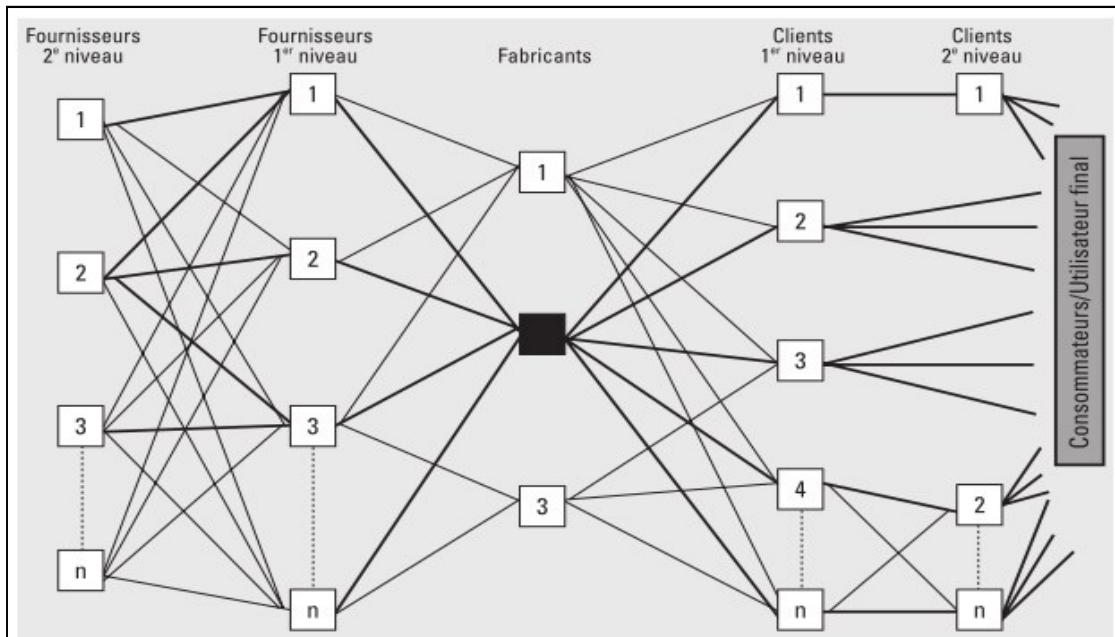 Fournisseurs
2e niveau
Fournisseurs
1er niveau
Fabricants
Clients
1er niveau
Clients
2e niveau
1
2
3
n
1
2
3
n
1
3
1
2
3
4
n
1
2
n
Consommateurs/Utilisateur final